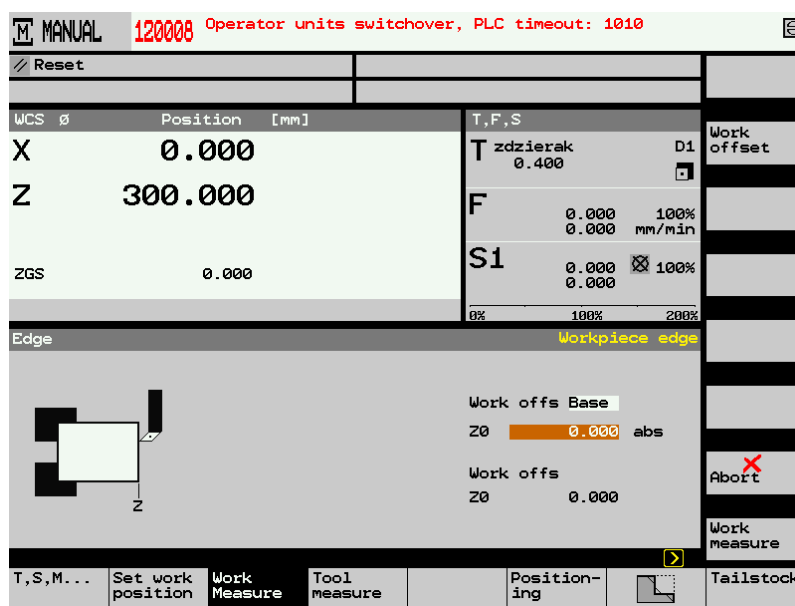 M MANUAL 120008 Operator units switchover, PLC timeout: 1010
// Reset
WCS Ø Position [mm]
X 0.000
Z 300.000
ZGS 0.000
T,F,S
T zdzierak D1
0.400
F 0.000 100%
0.000 mm/min
S1 0.000 100%
0.000
0% 100% 200%
Work
offset
Edge Workpiece edge
Z
Work offs Base
Z0 0.000 abs
Work offs
Z0 0.000
Abort
Work
measure
T,S,M... Set work Work Tool Position- Tailstock
position Measure measure ing